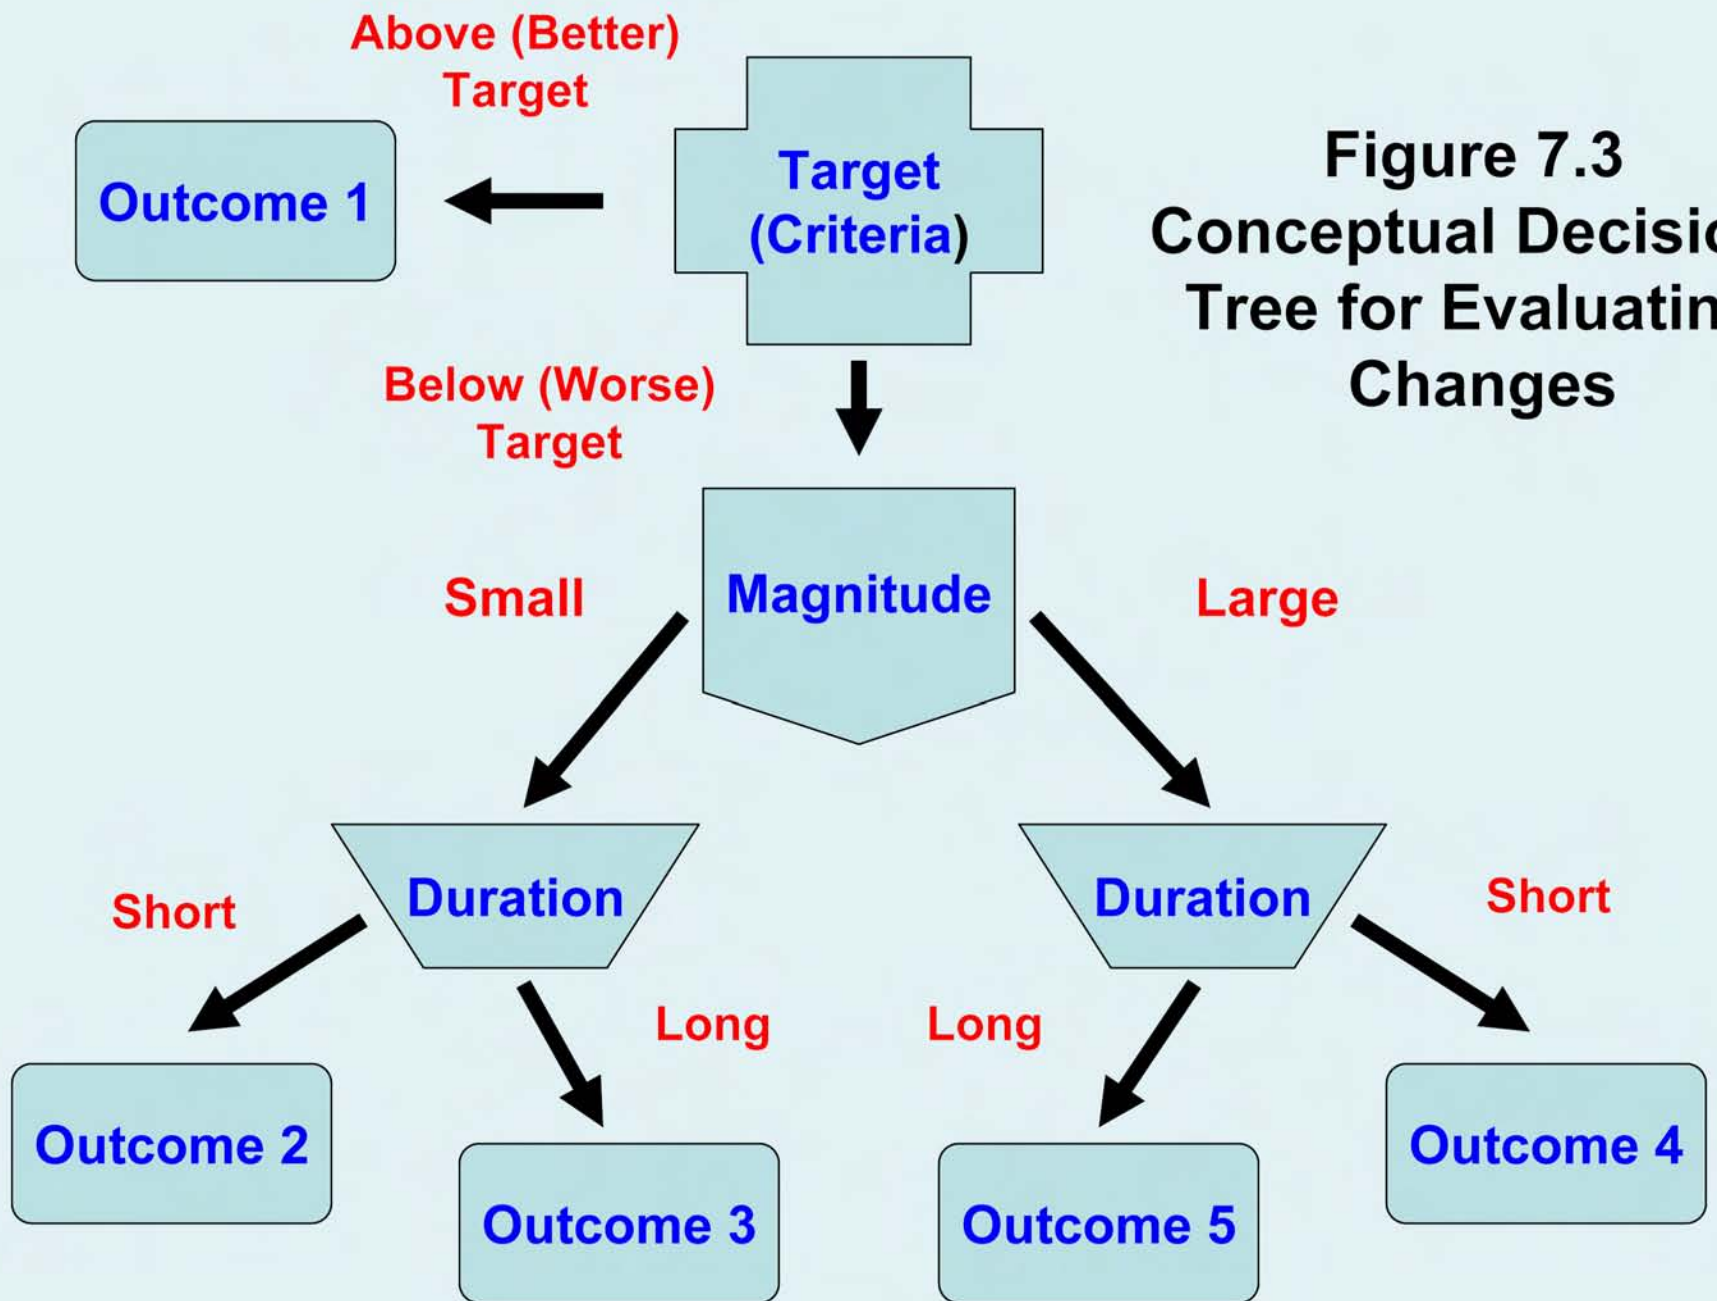 Above (Better)
Target
Outcome 1
Target
(Criteria)
Figure 7.3
Conceptual Decisio
Tree for Evaluatin
Changes
Below (Worse)
Target
Small
Magnitude
Large
Short
Duration
Long
Duration
Short
Long
Outcome 2
Outcome 3
Outcome 5
Outcome 4